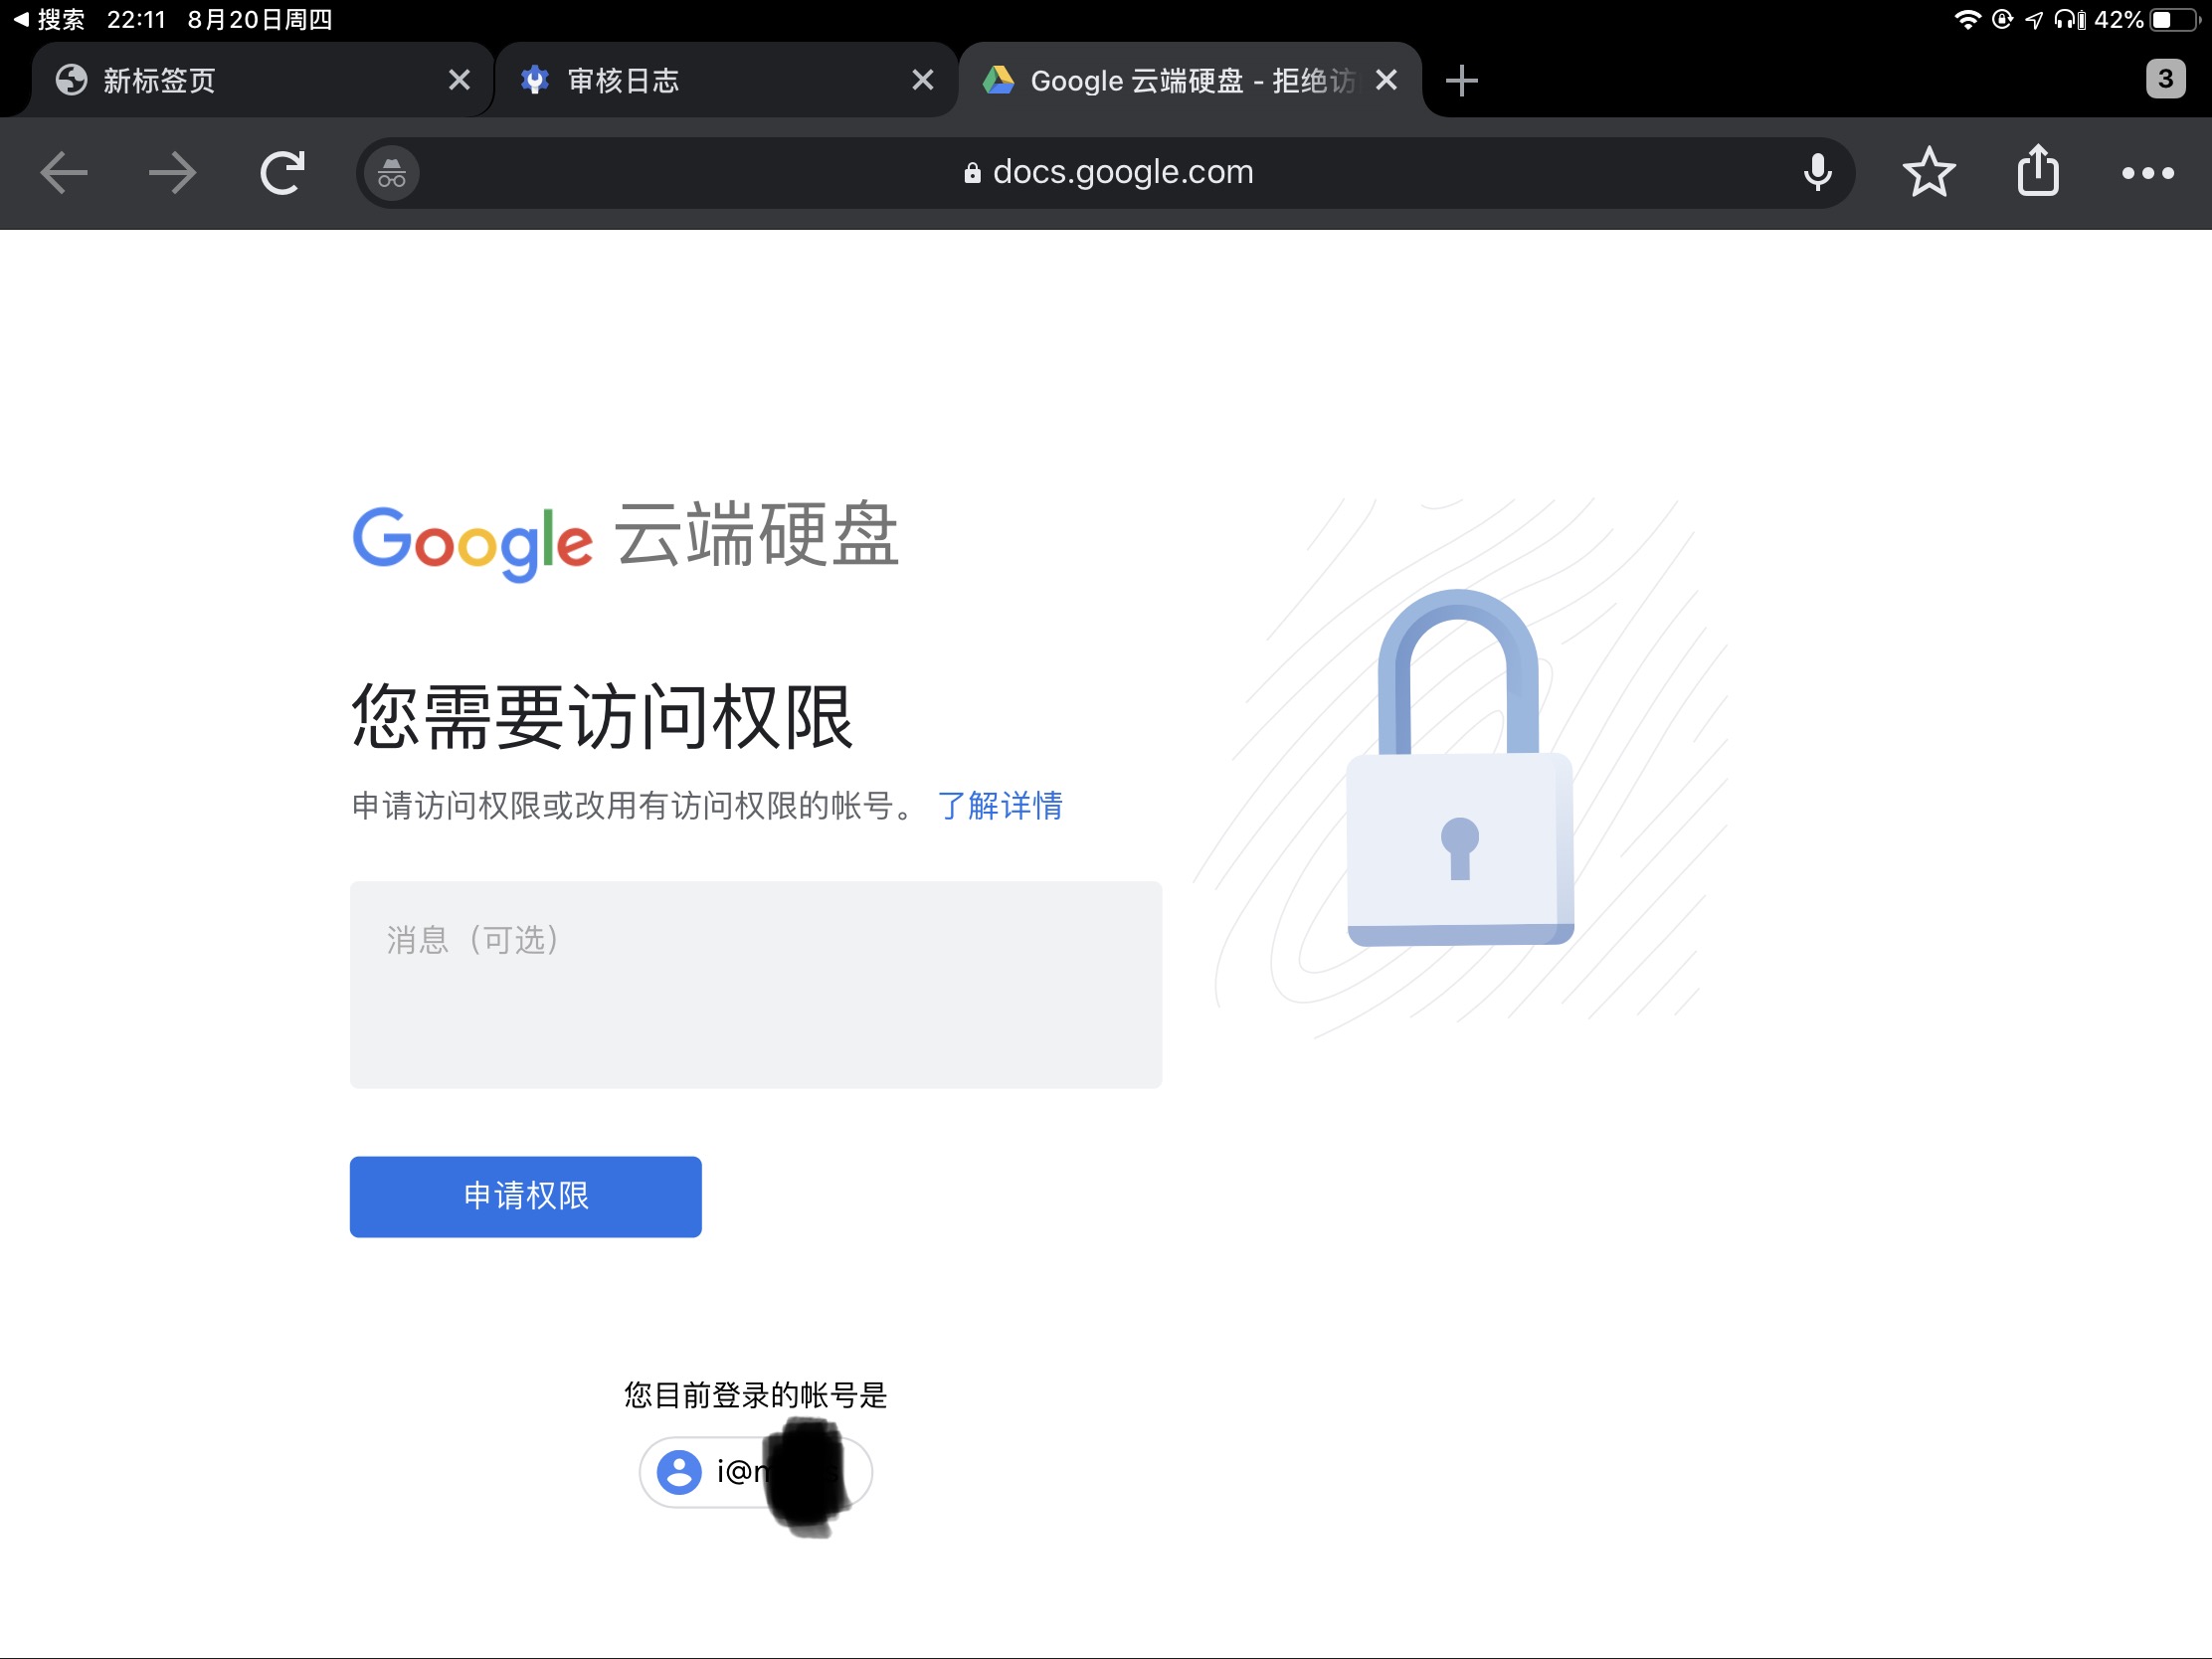 搜索 22:11 8月20日周四 42%
新标签页 审核日志 Google 云端硬盘 - 拒绝访 3
docs.google.com
Google 云端硬盘
您需要访问权限
申请访问权限或改用有访问权限的帐号。 了解详情
消息（可选）
申请权限
您目前登录的帐号是
i@m